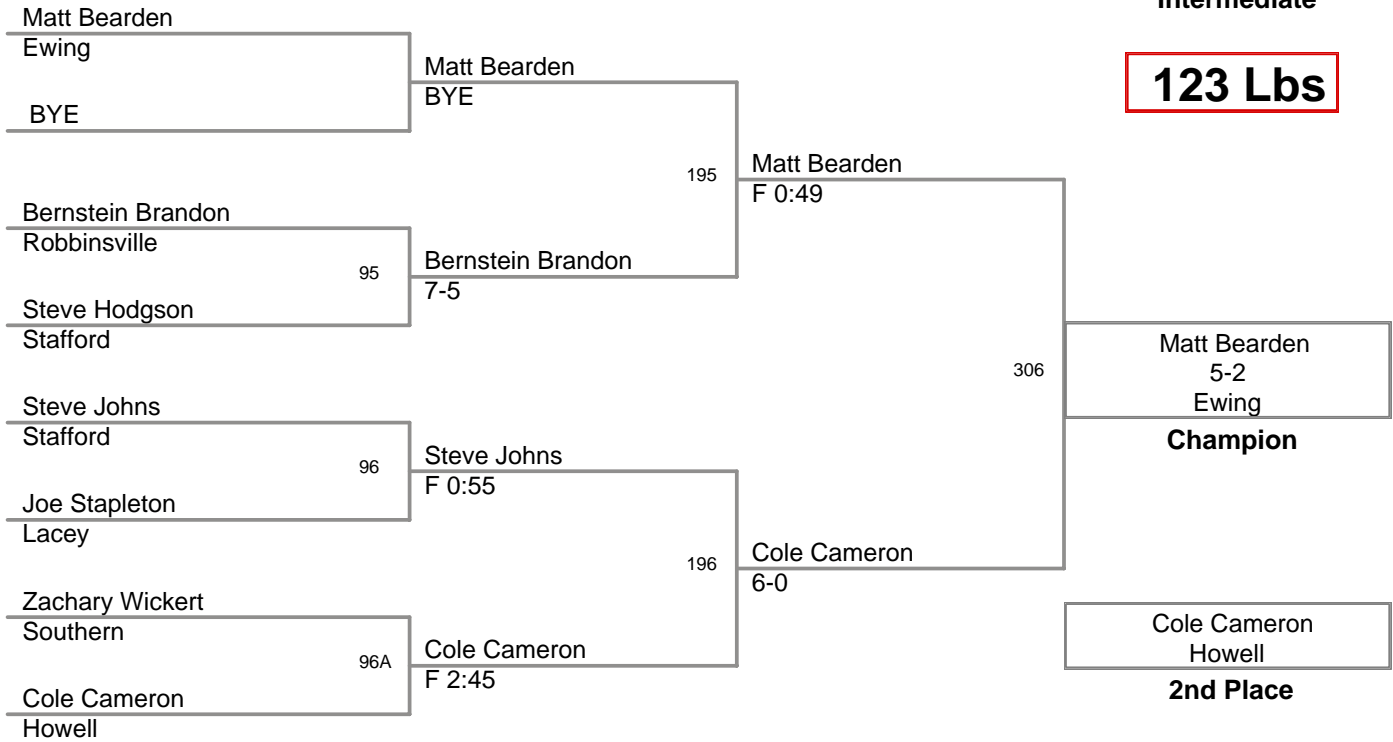 Intermediate
123 Lbs
Matt Bearden
Ewing
BYE
Bernstein Brandon
Robbinsville
95
Steve Hodgson
Stafford
Steve Johns
Stafford
96
Joe Stapleton
Lacey
Zachary Wickert
Southern
96A
Cole Cameron
Howell
Matt Bearden
BYE
195
Bernstein Brandon
7-5
Steve Johns
F 0:55
196
Cole Cameron
F 2:45
Matt Bearden
F 0:49
306
Cole Cameron
6-0
Matt Bearden
5-2
Ewing
Champion
Cole Cameron
Howell
2nd Place